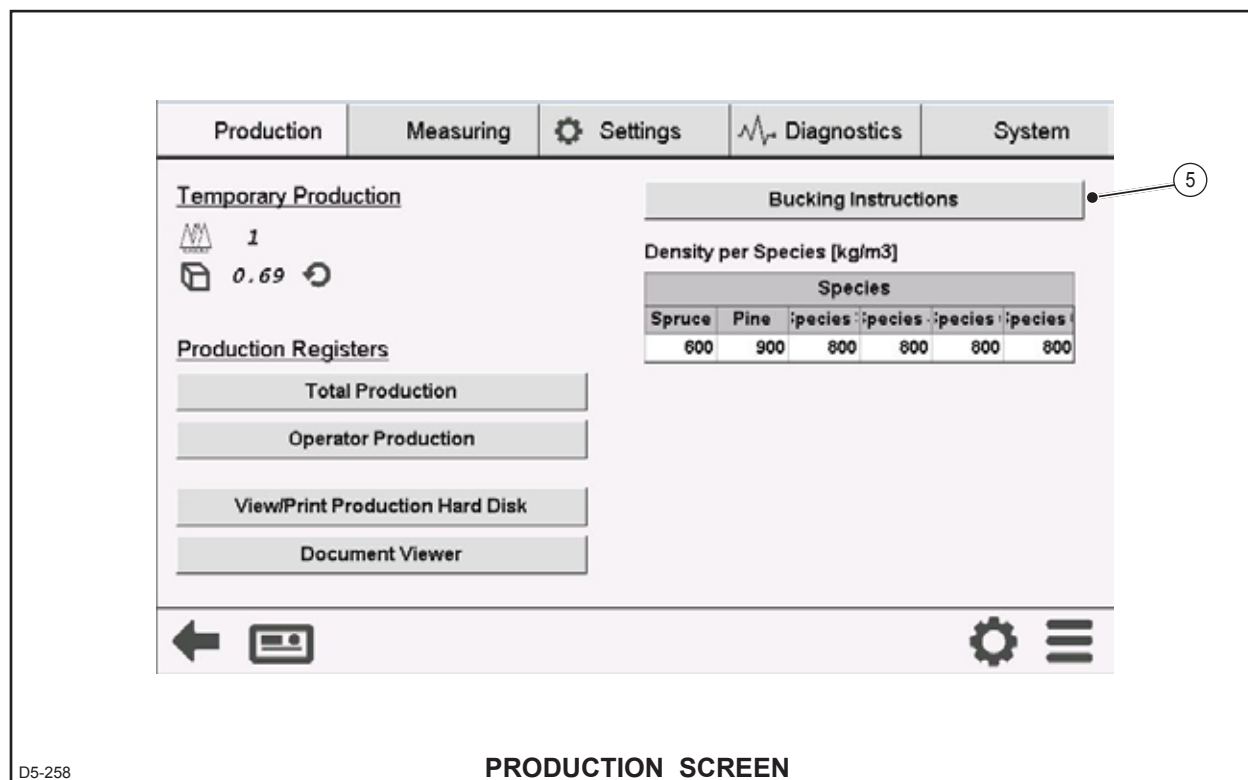 Production Measuring Settings Diagnostics System
Temporary Production
1
0.69
Production Registers
Total Production
Operator Production
View/Print Production Hard Disk
Document Viewer
Bucking Instructions
5
Density per Species [kg/m3]
Species
Spruce Pine
600 900 800 800 800 800
D5-258
PRODUCTION SCREEN